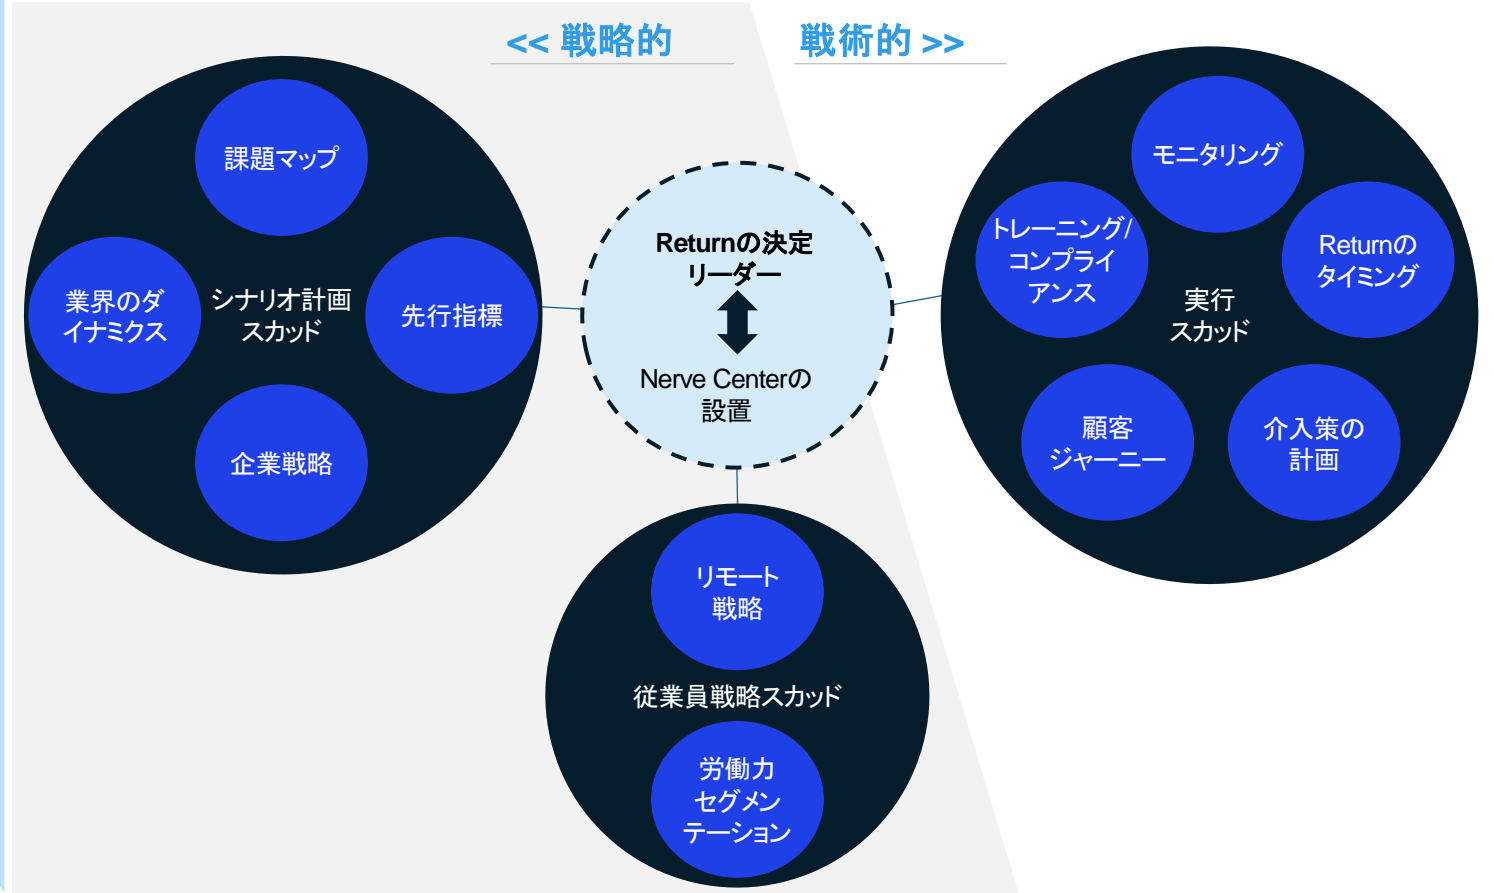 << 戦略的
戦術的 >>
課題マップ
業界のダ
イナミクス
シナリオ計画
スカッド
先行指標
企業戦略
Returnの決定
リーダー
Nerve Centerの
設置
モニタリング
トレーニング/
コンプライ
アンス
Returnの
タイミング
実行
スカッド
顧客
ジャーニー
介入策の
計画
リモート
戦略
従業員戦略スカッド
労働力
セグメン
テーション